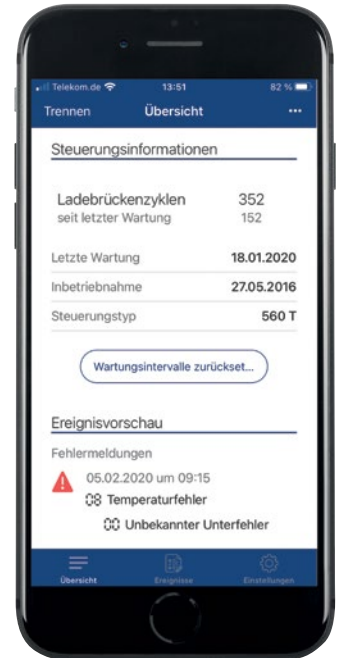 Telekom.de 13:51 82 %
Trennen Übersicht ...
Steuerungsinformationen
Ladebrückenzyklen 352
seit letzter Wartung 152
Letzte Wartung 18.01.2020
Inbetriebnahme 27.05.2016
Steuerungstyp 560 T
Wartungsintervalle zurückset...
Ereignisvorschau
Fehlermeldungen
05.02.2020 um 09:15
08 Temperaturfehler
00 Unbekannter Unterfehler
Übersicht Ereignisse Einstellungen